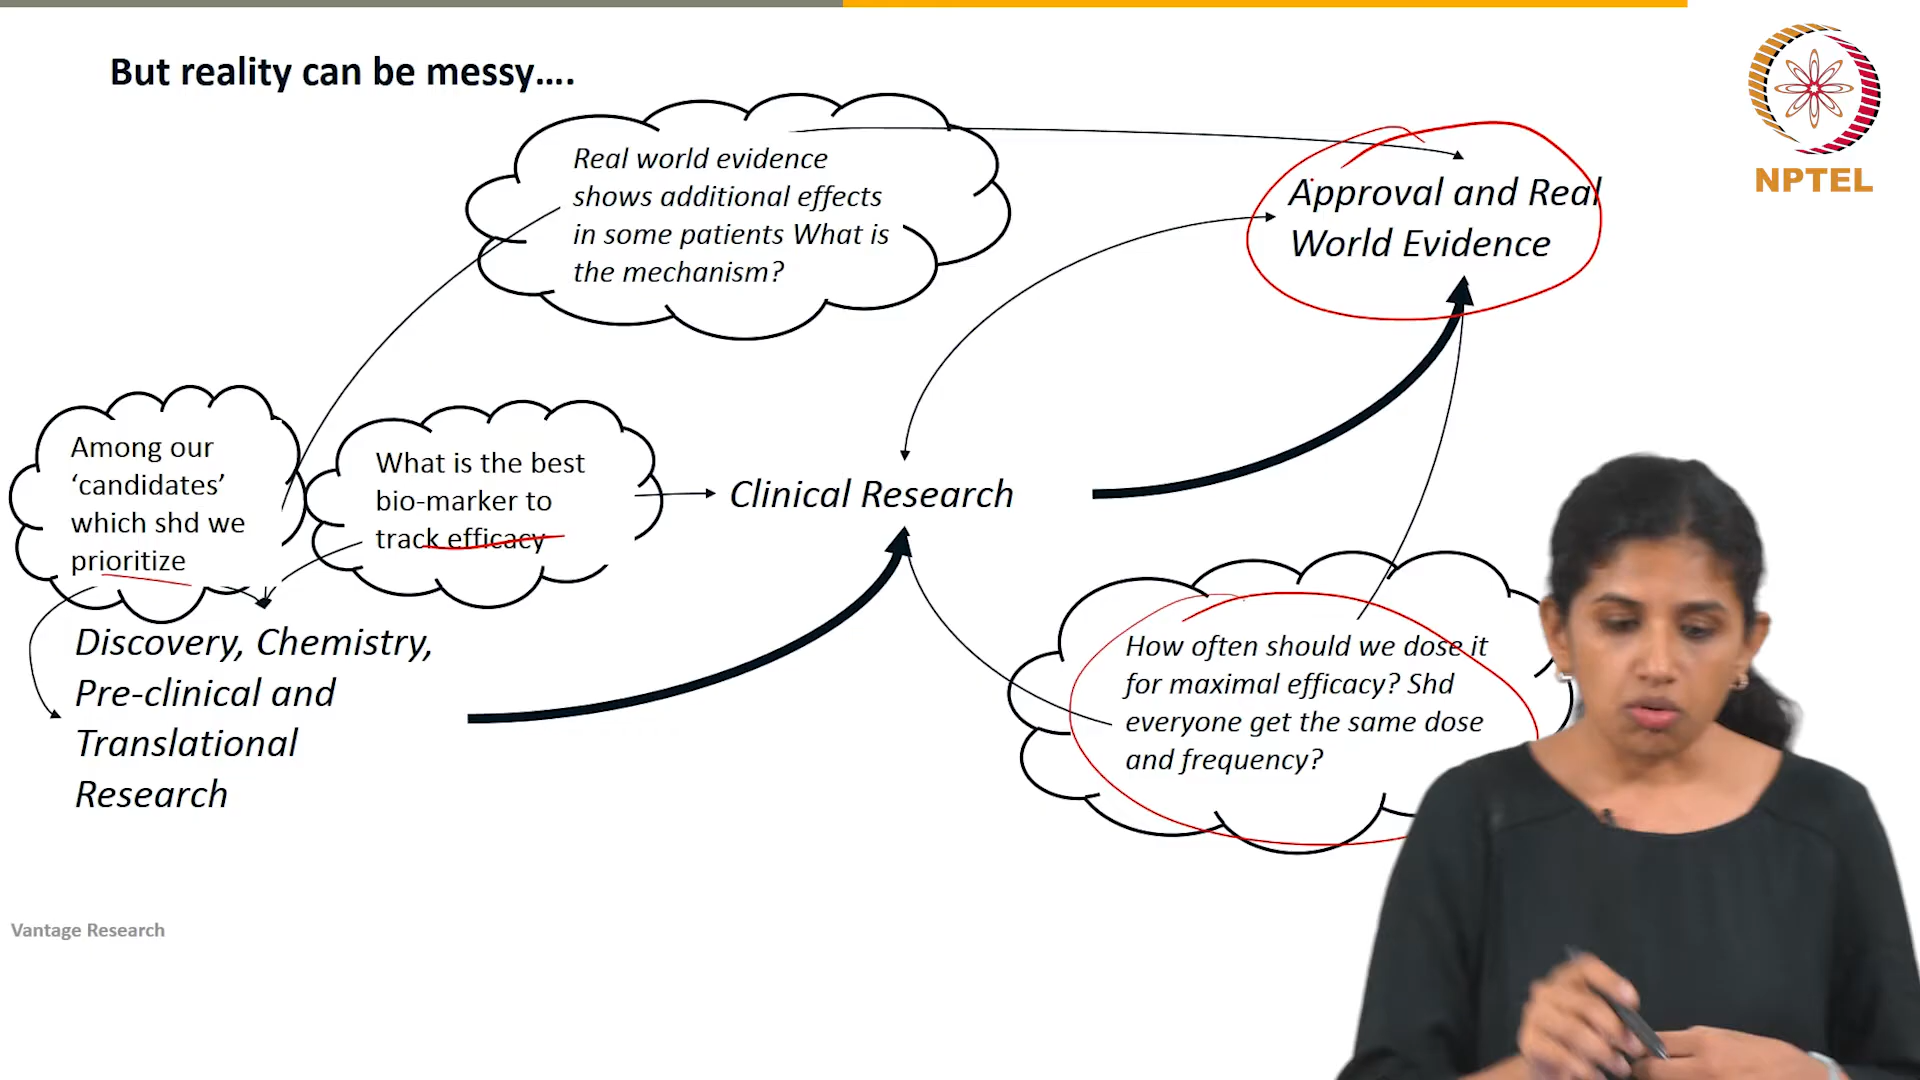 But reality can be messy....
NPTEL
Real world evidence
shows additional effects
in some patients What is
the mechanism?
Approval and Real
World Evidence
Among our
‘candidates’
which shd we
prioritize
What is the best
bio-marker to
track efficacy
Clinical Research
Discovery, Chemistry,
Pre-clinical and
Translational
Research
How often should we dose it
for maximal efficacy? Shd
everyone get the same dose
and frequency?
Vantage Research